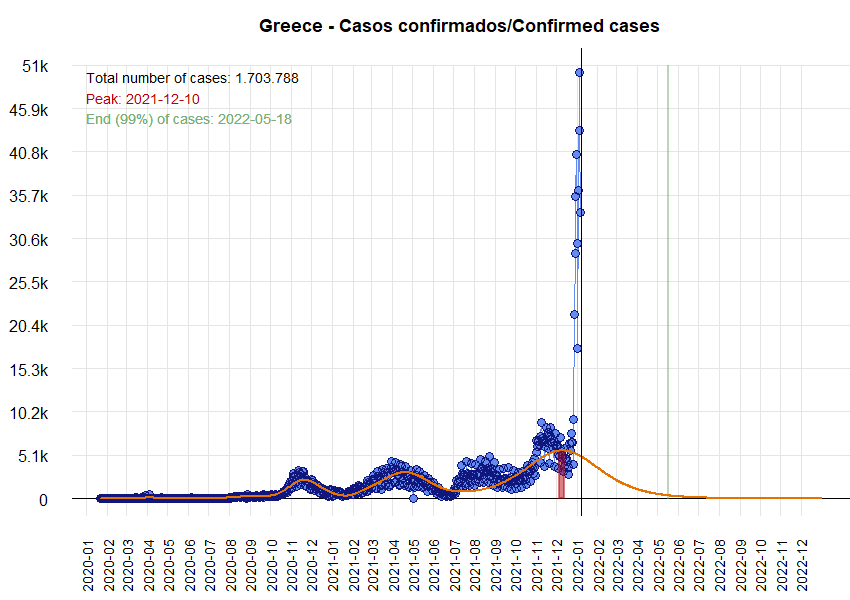 Greece - Casos confirmados/Confirmed cases
Total number of cases: 1.703.788
Peak: 2021-12-10
End (99%) of cases: 2022-05-18
51k
45.9k
40.8k
35.7k
30.6k
25.5k
20.4k
15.3k
10.2k
5.1k
0
2020-01
2020-02
2020-03
2020-04
2020-05
2020-06
2020-07
2020-08
2020-09
2020-10
2020-11
2020-12
2021-01
2021-02
2021-03
2021-04
2021-05
2021-06
2021-07
2021-08
2021-09
2021-10
2021-11
2021-12
2022-01
2022-02
2022-03
2022-04
2022-05
2022-06
2022-07
2022-08
2022-09
2022-10
2022-11
2022-12